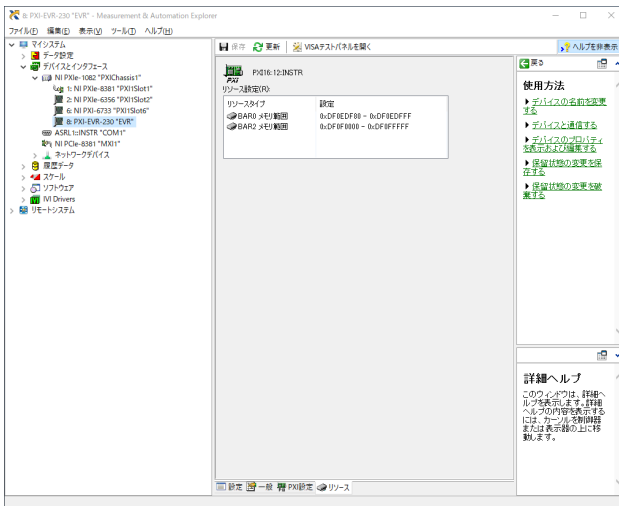 8: PXI-EVR-230 "EVR" - Measurement & Automation Explorer
ファイル(F) 編集(E) 表示(V) ツール(T) ヘルプ(H)
マイシステム
データ設定
デバイスとインタフェース
NI PXIe-1082 "PXIChassis1"
1: NI PXIe-8381 "PXI1Slot1"
2: NI PXIe-6356 "PXI1Slot2"
6: NI PXI-6733 "PXI1Slot6"
8: PXI-EVR-230 "EVR"
ASRL1::INSTR "COM1"
NI PCIe-8381 "MXI1"
ネットワークデバイス
履歴データ
スケール
ソフトウェア
IVI Drivers
リモートシステム
保存 更新 VISAテストパネルを開く
ヘルプを非表示
PXI16::12::INSTR
PXI
リソース設定(R):
リソースタイプ 設定
BAR0 メモリ範囲 0xDF0EDF80 - 0xDF0EDFFF
BAR2 メモリ範囲 0xDF0F0000 - 0xDF0FFFFF
設定 一般 PXI設定 リソース
戻る
使用方法
デバイスの名前を変更
する
デバイスと通信する
デバイスのプロパティ
を表示および編集する
保留状態の変更を保
存する
保留状態の変更を破
棄する
詳細ヘルプ
このウィンドウは、詳細ヘ
ルプを表示します。詳細
ヘルプの内容を表示する
には、カーソルを制御器
または表示器の上に移
動します。